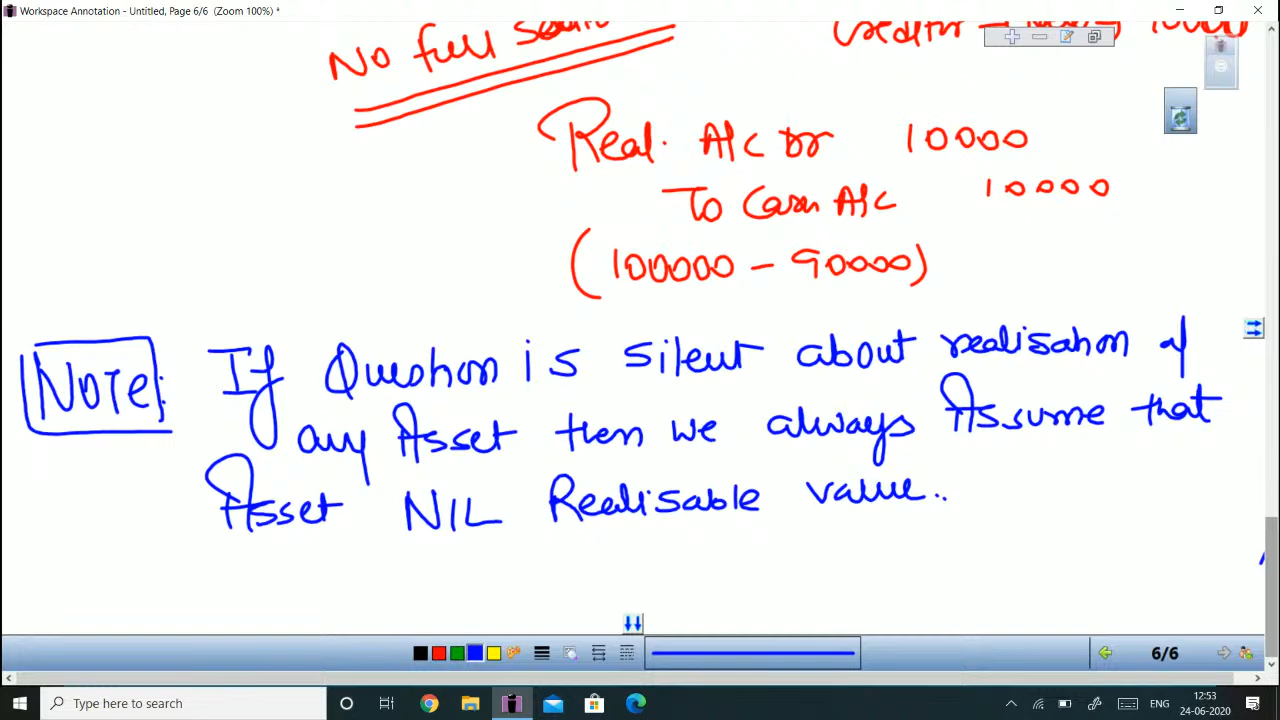 Workspace Annotation - Untitled, Page 6/6 (Zoom 100%) *
No full
Creditor
Real. A/c Dr 10000
To Cash A/c 10000
(100000 - 90000)
Note: If Question is silent about realisation of
any Asset then we always Assume that
Asset NIL Realisable value..
6/6
Type here to search
ENG
12:53
24-06-2020